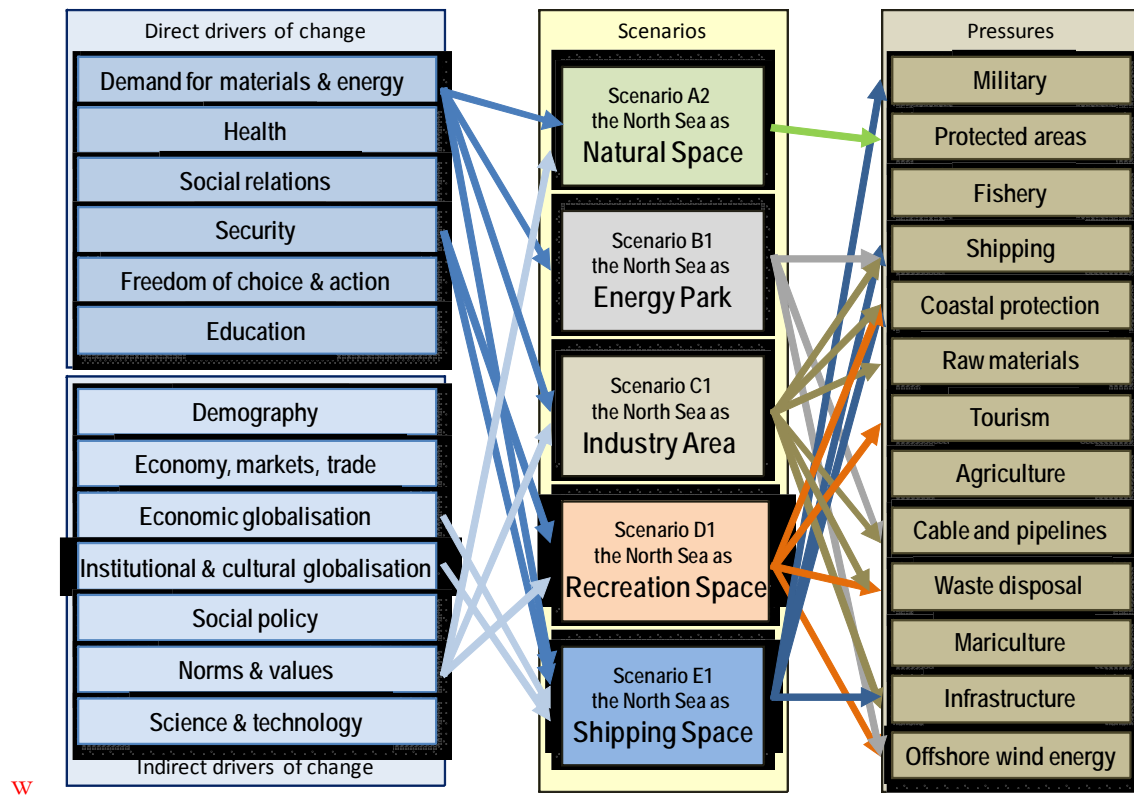 Direct drivers of change
Demand for materials & energy
Health
Social relations
Security
Freedom of choice & action
Education
Demography
Economy, markets, trade
Economic globalisation
Institutional & cultural globalisation
Social policy
Norms & values
Science & technology
Indirect drivers of change
Scenarios
Scenario A2
the North Sea as
Natural Space
Scenario B1
the North Sea as
Energy Park
Scenario C1
the North Sea as
Industry Area
Scenario D1
the North Sea as
Recreation Space
Scenario E1
the North Sea as
Shipping Space
Pressures
Military
Protected areas
Fishery
Shipping
Coastal protection
Raw materials
Tourism
Agriculture
Cable and pipelines
Waste disposal
Mariculture
Infrastructure
Offshore wind energy
w